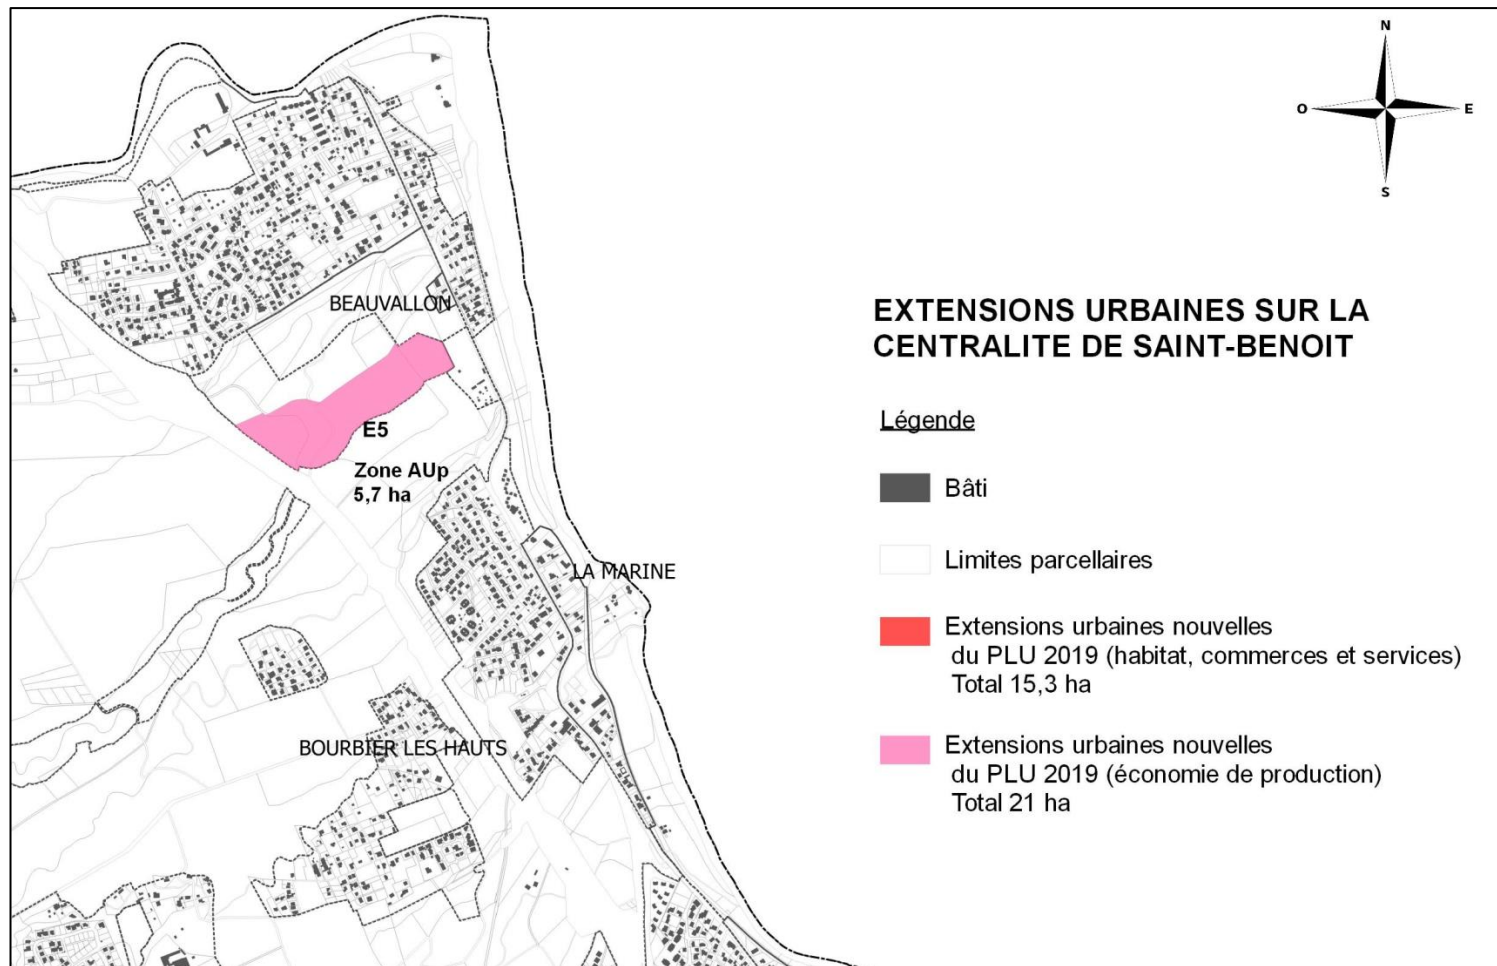 N
O
E
S
BEAUVALLON
EXTENSIONS URBAINES SUR LA
CENTRALITE DE SAINT-BENOIT
Légende
E5
Zone AUp
5,7 ha
Bâti
Limites parcellaires
LA MARINE
Extensions urbaines nouvelles
du PLU 2019 (habitat, commerces et services)
Total 15,3 ha
BOURBIER LES HAUTS
Extensions urbaines nouvelles
du PLU 2019 (économie de production)
Total 21 ha